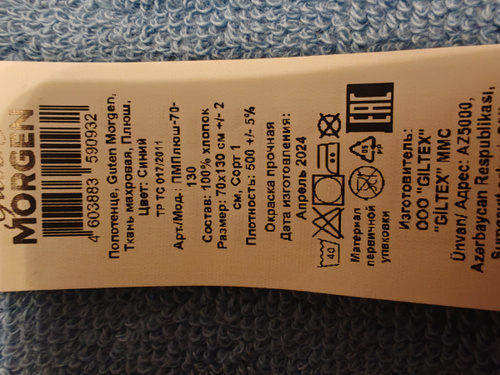 Guten
MORGEN
4 603883 590932
Полотенце, Guten Morgen,
Ткань махровая, Плюш,
Цвет: Синий
ТР ТС 017/2011
Арт/Мод.: ПМПлюш-70-
130
Состав: 100% хлопок
Размер: 70х130 см +/- 2
см, Сорт 1
Плотность: 500 +/- 5%
Окраска прочная
Дата изготовления:
Апрель 2024
40
Материал
первичной
упаковки
EAC
Изготовитель:
ООО "GILTEX"
"GILTEX" MMC
Ünvan/ Адрес: AZ5000,
Azərbaycan Respublikası,